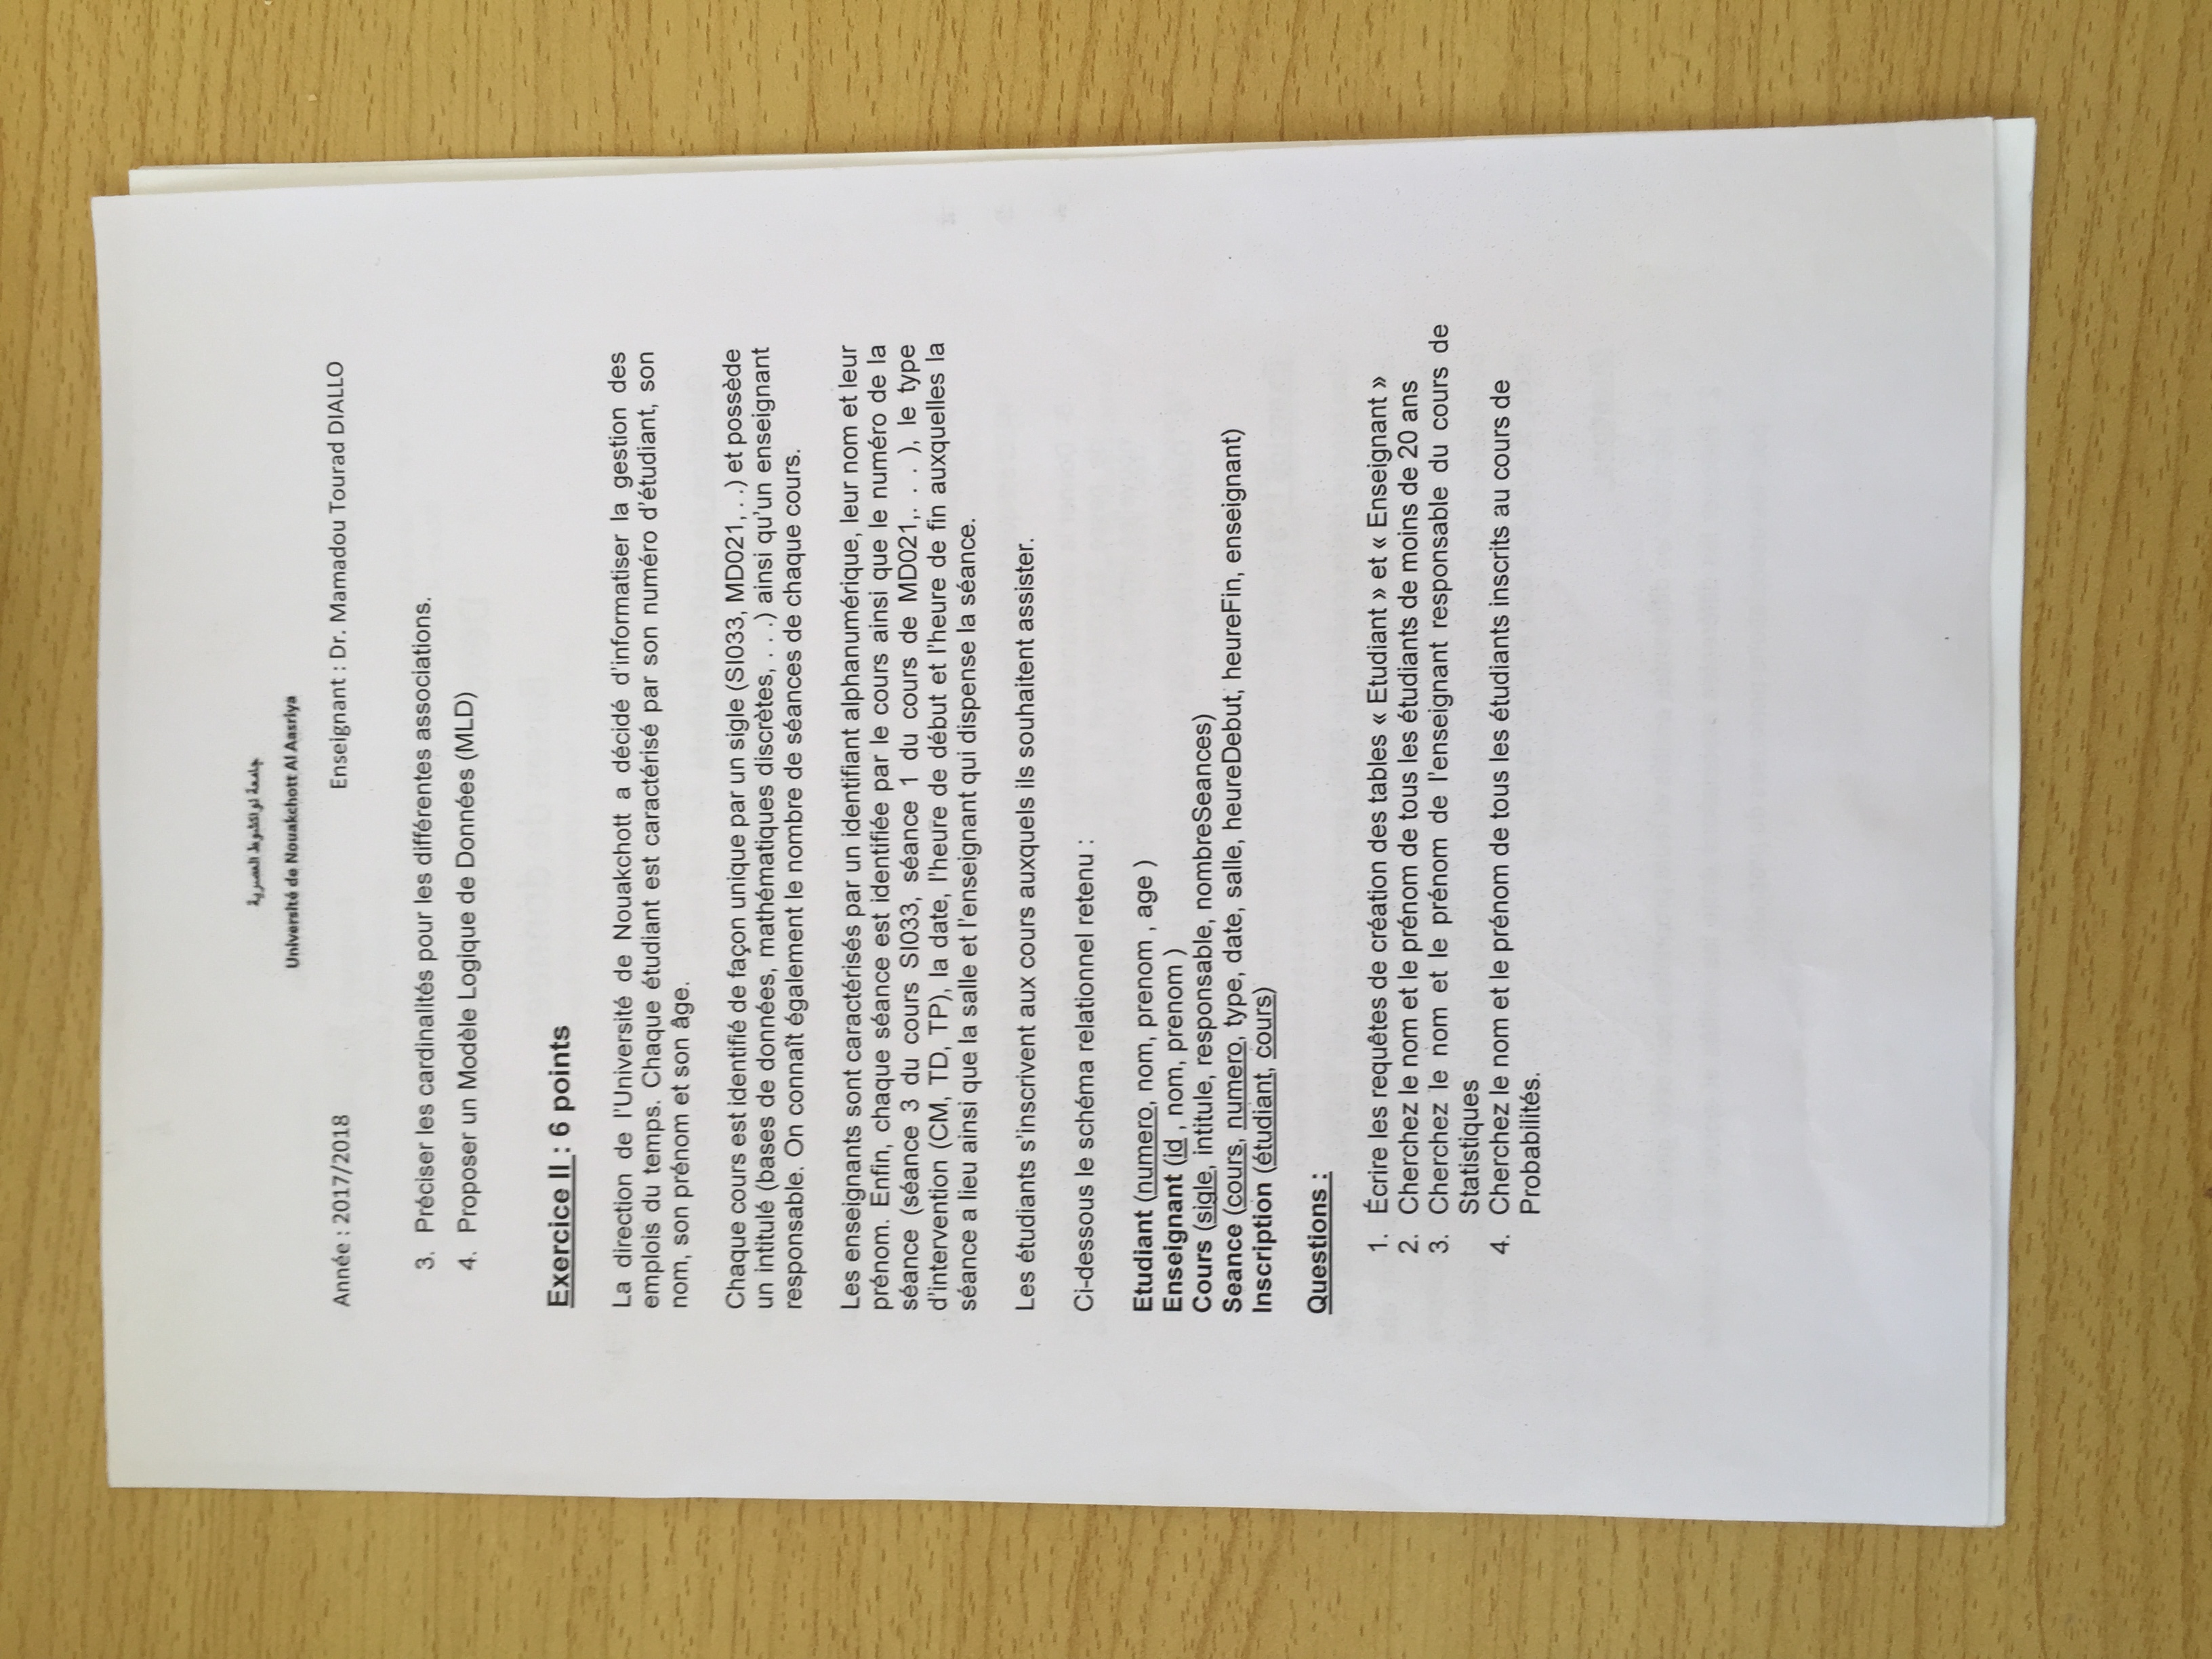 جامعة نواكشوط العصرية
Université de Nouakchott Al Aasriya
Année : 2017/2018 Enseignant : Dr. Mamadou Tourad DIALLO
3. Préciser les cardinalités pour les différentes associations.
4. Proposer un Modèle Logique de Données (MLD)
Exercice II : 6 points
La direction de l'Université de Nouakchott a décidé d'informatiser la gestion des
emplois du temps. Chaque étudiant est caractérisé par son numéro d'étudiant, son
nom, son prénom et son âge.
Chaque cours est identifié de façon unique par un sigle (SI033, MD021, . .) et possède
un intitulé (bases de données, mathématiques discrètes, . . .) ainsi qu'un enseignant
responsable. On connaît également le nombre de séances de chaque cours.
Les enseignants sont caractérisés par un identifiant alphanumérique, leur nom et leur
prénom. Enfin, chaque séance est identifiée par le cours ainsi que le numéro de la
séance (séance 3 du cours SI033, séance 1 du cours de MD021,. . . ), le type
d'intervention (CM, TD, TP), la date, l'heure de début et l'heure de fin auxquelles la
séance a lieu ainsi que la salle et l'enseignant qui dispense la séance.
Les étudiants s'inscrivent aux cours auxquels ils souhaitent assister.
Ci-dessous le schéma relationnel retenu :
Etudiant (numero, nom, prenom , age )
Enseignant (id , nom, prenom )
Cours (sigle, intitule, responsable, nombreSeances)
Seance (cours, numero, type, date, salle, heureDebut, heureFin, enseignant)
Inscription (étudiant, cours)
Questions :
1. Écrire les requêtes de création des tables « Etudiant » et « Enseignant »
2. Cherchez le nom et le prénom de tous les étudiants de moins de 20 ans
3. Cherchez le nom et le prénom de l'enseignant responsable du cours de
Statistiques
4. Cherchez le nom et le prénom de tous les étudiants inscrits au cours de
Probabilités.